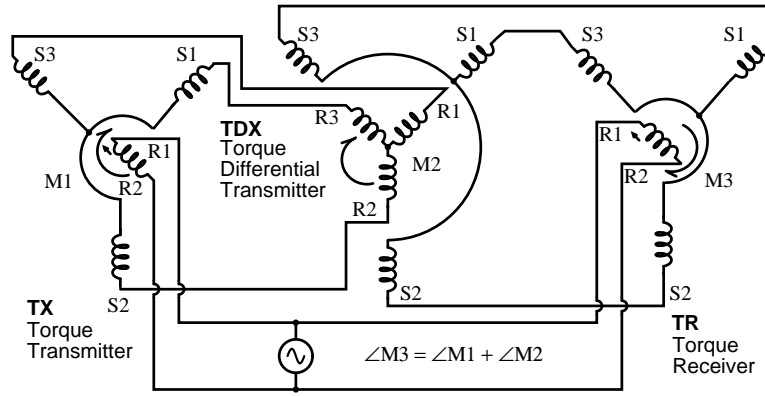 S3
S1
S3
S1
S3
S1
R3
R1
TDX
Torque
Differential
Transmitter
R1
R2
M1
M2
R2
R1
R2
M3
S2
S2
S2
TX
Torque
Transmitter
∠M3 = ∠M1 + ∠M2
TR
Torque
Receiver